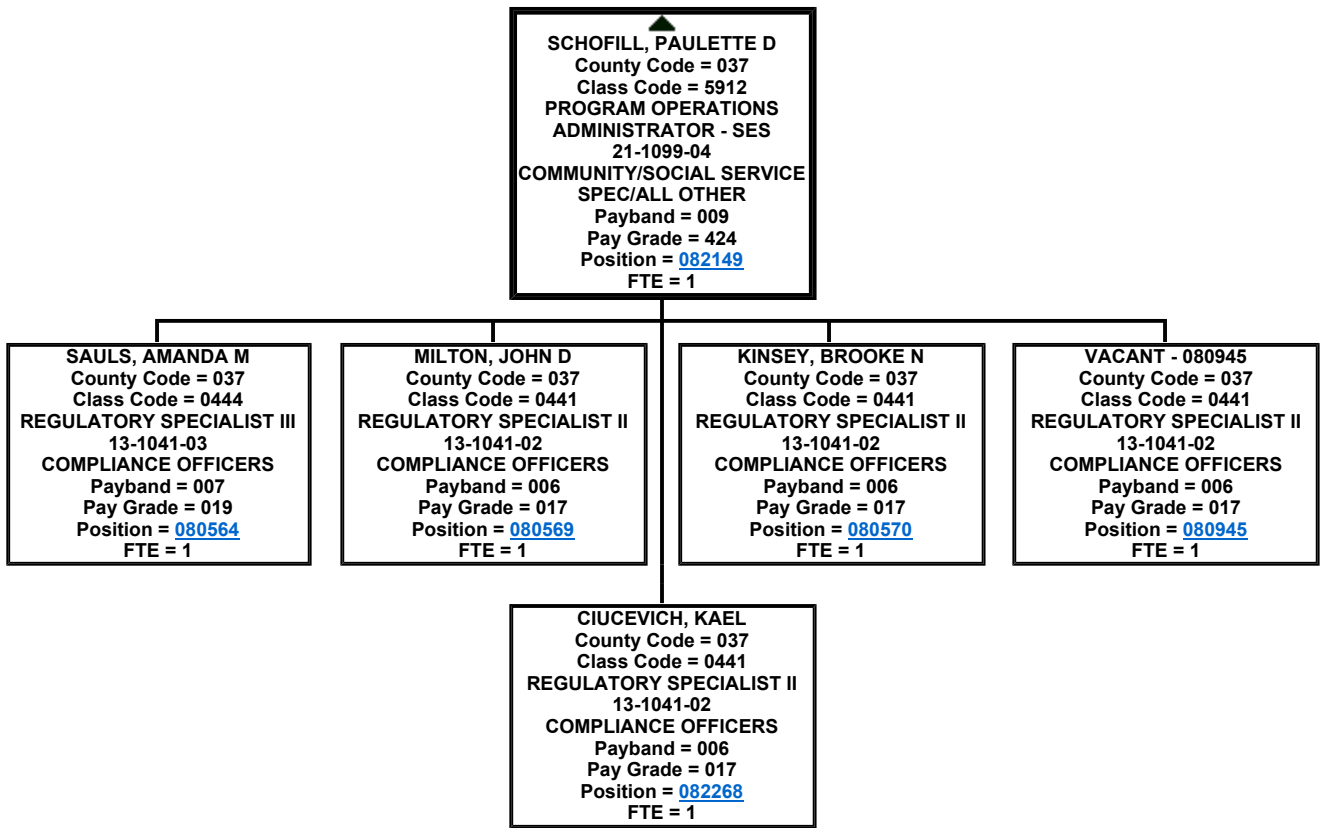 SCHOFILL, PAULETTE D
County Code = 037
Class Code = 5912
PROGRAM OPERATIONS
ADMINISTRATOR - SES
21-1099-04
COMMUNITY/SOCIAL SERVICE
SPEC/ALL OTHER
Payband = 009
Pay Grade = 424
Position = 082149
FTE = 1
SAULS, AMANDA M
County Code = 037
Class Code = 0444
REGULATORY SPECIALIST III
13-1041-03
COMPLIANCE OFFICERS
Payband = 007
Pay Grade = 019
Position = 080564
FTE = 1
MILTON, JOHN D
County Code = 037
Class Code = 0441
REGULATORY SPECIALIST II
13-1041-02
COMPLIANCE OFFICERS
Payband = 006
Pay Grade = 017
Position = 080569
FTE = 1
KINSEY, BROOKE N
County Code = 037
Class Code = 0441
REGULATORY SPECIALIST II
13-1041-02
COMPLIANCE OFFICERS
Payband = 006
Pay Grade = 017
Position = 080570
FTE = 1
VACANT - 080945
County Code = 037
Class Code = 0441
REGULATORY SPECIALIST II
13-1041-02
COMPLIANCE OFFICERS
Payband = 006
Pay Grade = 017
Position = 080945
FTE = 1
CIUCEVICH, KAEL
County Code = 037
Class Code = 0441
REGULATORY SPECIALIST II
13-1041-02
COMPLIANCE OFFICERS
Payband = 006
Pay Grade = 017
Position = 082268
FTE = 1